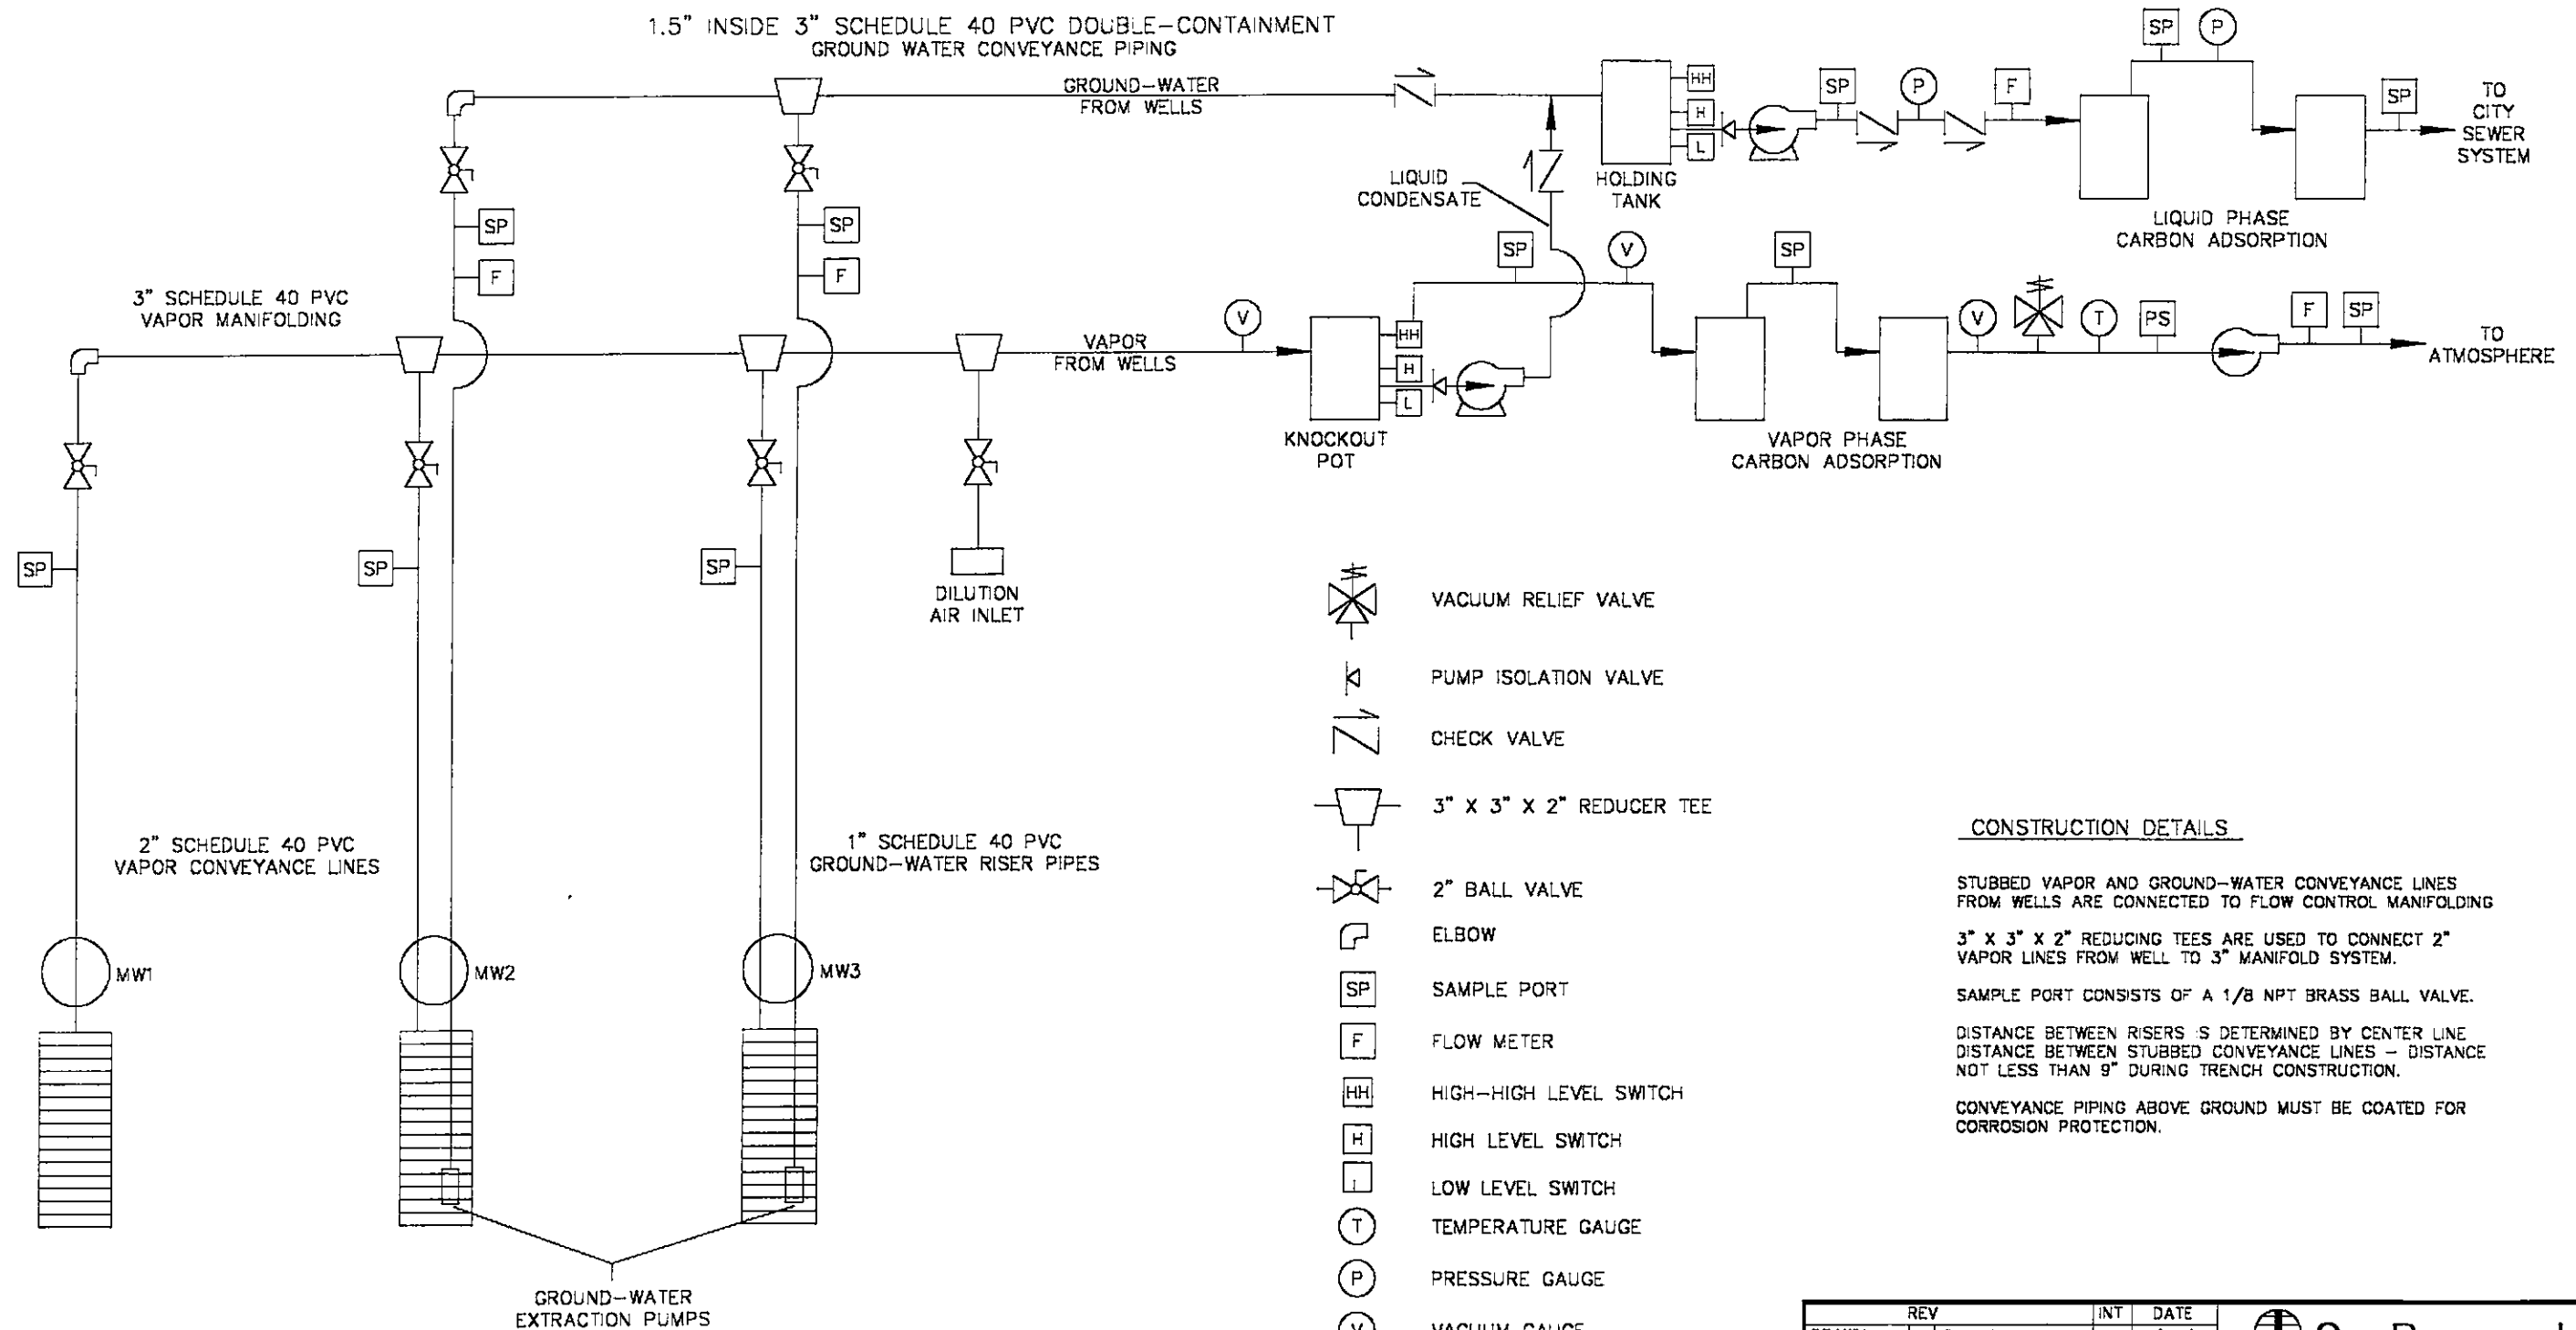 1.5" INSIDE 3" SCHEDULE 40 PVC DOUBLE-CONTAINMENT
GROUND WATER CONVEYANCE PIPING
GROUND-WATER
FROM WELLS
HH
H
L
HOLDING
TANK
SP
P
F
SP
P
SP
TO
CITY
SEWER
SYSTEM
LIQUID PHASE
CARBON ADSORPTION
LIQUID
CONDENSATE
SP
F
SP
F
3" SCHEDULE 40 PVC
VAPOR MANIFOLDING
VAPOR
FROM WELLS
V
HH
H
L
KNOCKOUT
POT
SP
V
SP
VAPOR PHASE
CARBON ADSORPTION
V
T
PS
F
SP
TO
ATMOSPHERE
SP
SP
SP
DILUTION
AIR INLET
2" SCHEDULE 40 PVC
VAPOR CONVEYANCE LINES
1" SCHEDULE 40 PVC
GROUND-WATER RISER PIPES
MW1
MW2
MW3
GROUND-WATER
EXTRACTION PUMPS
VACUUM RELIEF VALVE
PUMP ISOLATION VALVE
CHECK VALVE
3" X 3" X 2" REDUCER TEE
2" BALL VALVE
ELBOW
SP SAMPLE PORT
F FLOW METER
HH HIGH-HIGH LEVEL SWITCH
H HIGH LEVEL SWITCH
LOW LEVEL SWITCH
T TEMPERATURE GAUGE
P PRESSURE GAUGE
V VACUUM GAUGE
CONSTRUCTION DETAILS
STUBBED VAPOR AND GROUND-WATER CONVEYANCE LINES
FROM WELLS ARE CONNECTED TO FLOW CONTROL MANIFOLDING
3" X 3" X 2" REDUCING TEES ARE USED TO CONNECT 2"
VAPOR LINES FROM WELL TO 3" MANIFOLD SYSTEM.
SAMPLE PORT CONSISTS OF A 1/8 NPT BRASS BALL VALVE.
DISTANCE BETWEEN RISERS IS DETERMINED BY CENTER LINE
DISTANCE BETWEEN STUBBED CONVEYANCE LINES - DISTANCE
NOT LESS THAN 9" DURING TRENCH CONSTRUCTION.
CONVEYANCE PIPING ABOVE GROUND MUST BE COATED FOR
CORROSION PROTECTION.
REV INT DATE